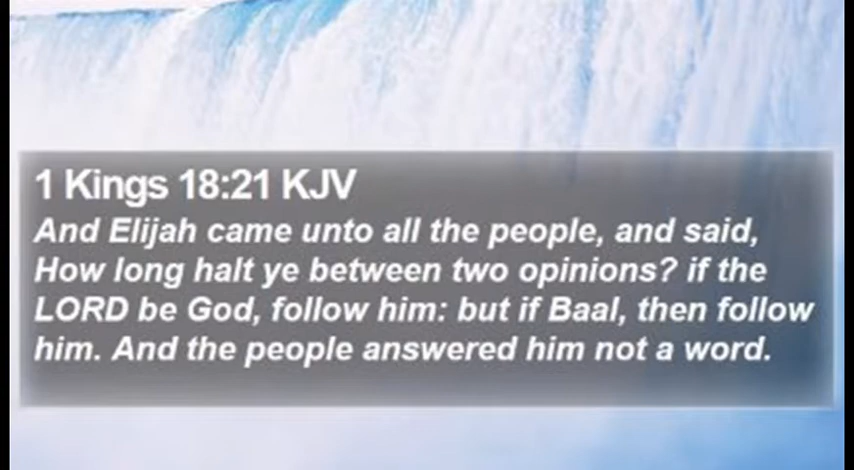 1 Kings 18:21 KJV
And Elijah came unto all the people, and said,
How long halt ye between two opinions? if the
LORD be God, follow him: but if Baal, then follow
him. And the people answered him not a word.